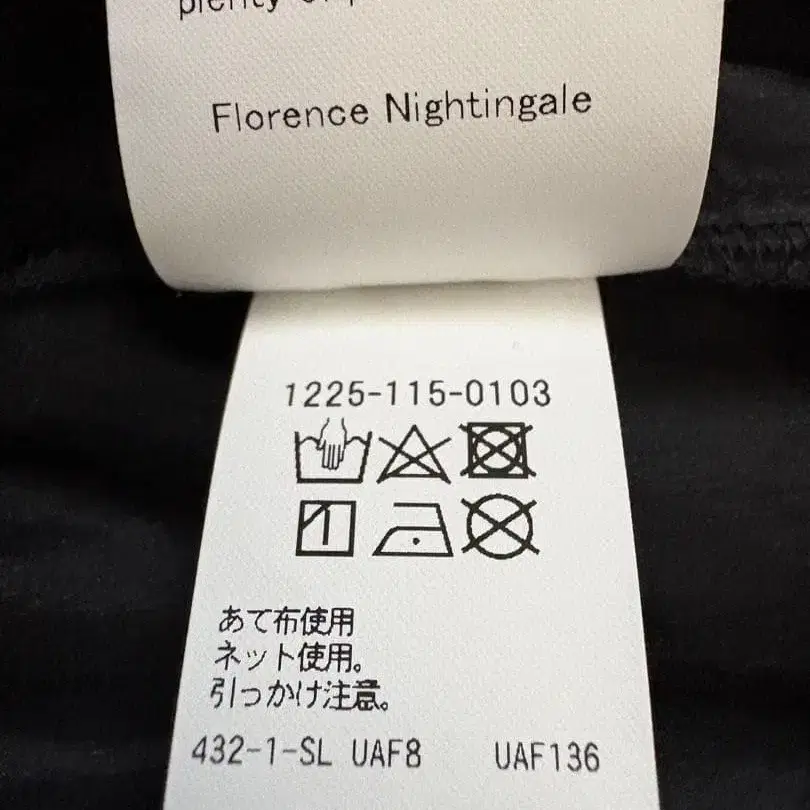 plenty
Florence Nightingale
1225-115-0103
あて布使用
ネット使用。
引っかけ注意。
432-1-SL UAF8 UAF136